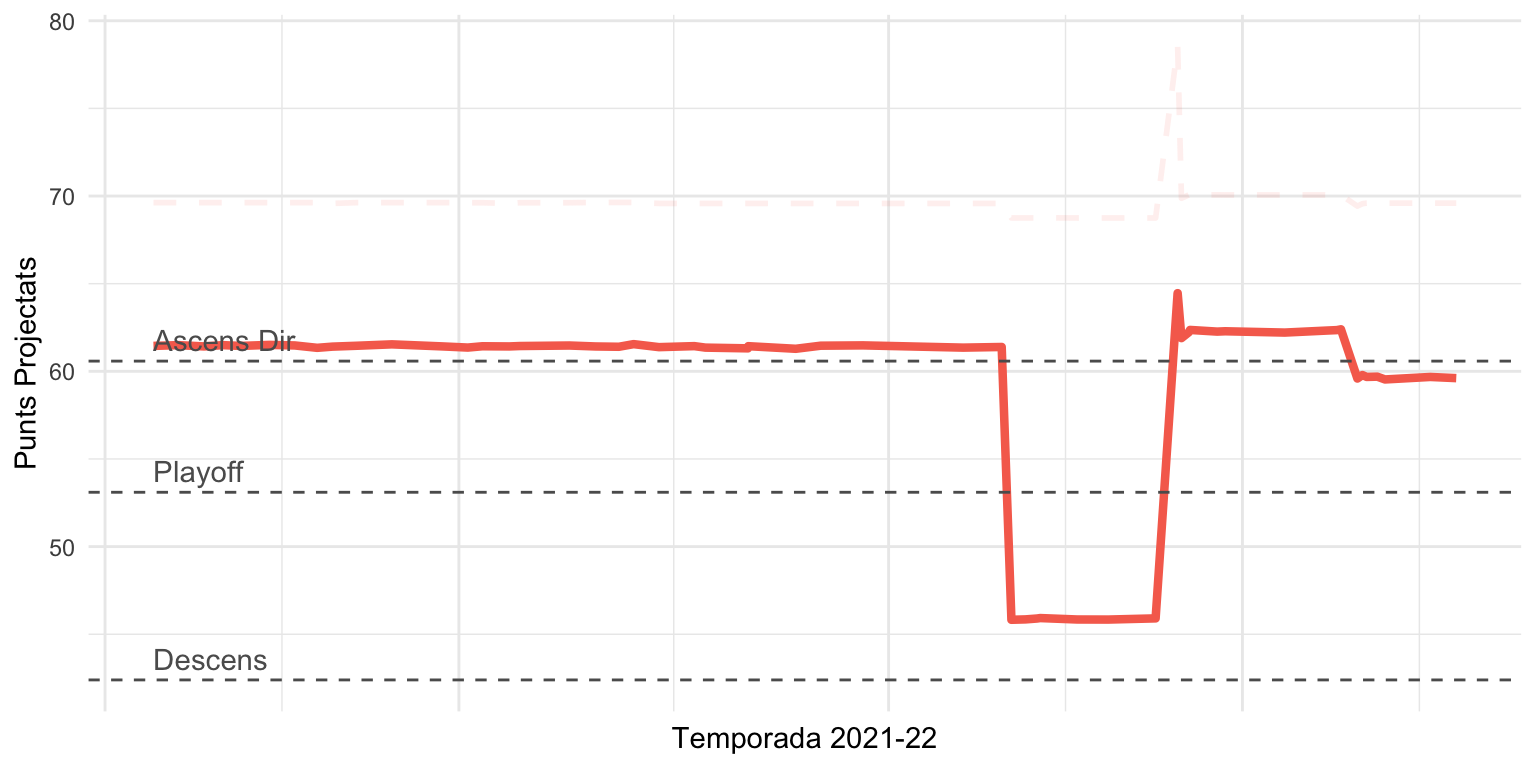 80
70
60
50
Punts Projectats
Ascens Dir
Playoff
Descens
Temporada 2021-22